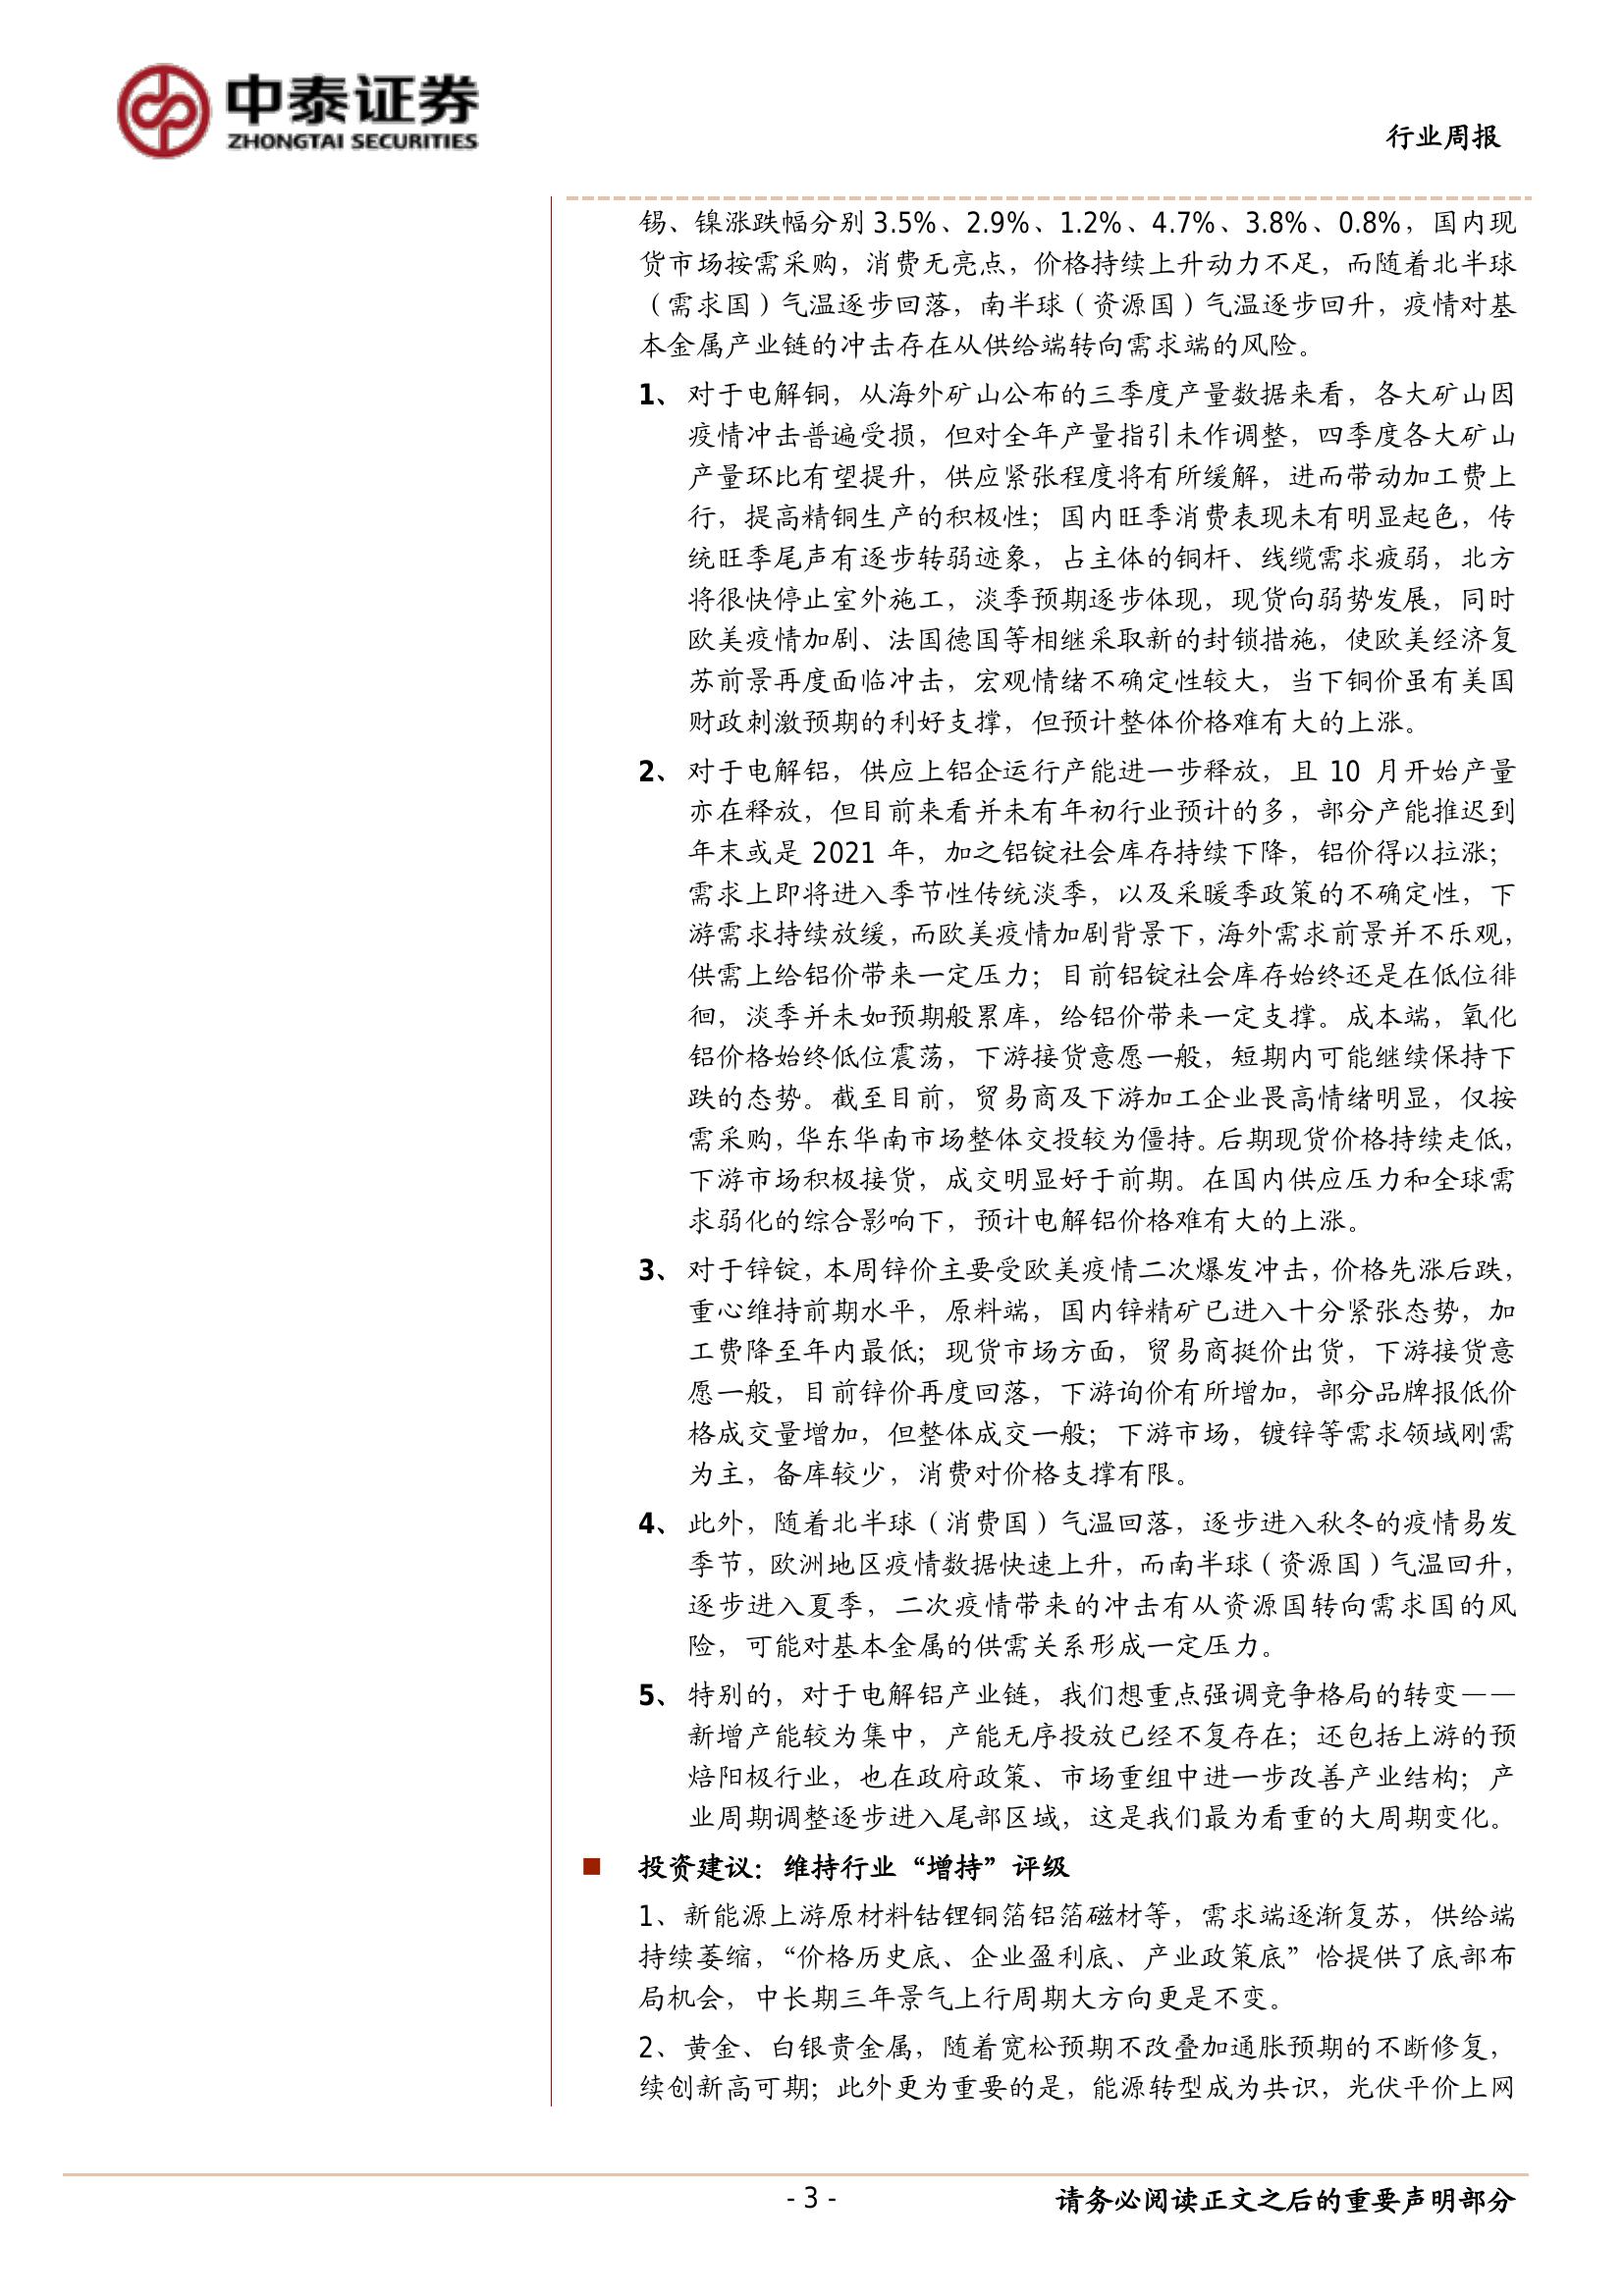 中泰证券
ZHONGTAI SECURITIES
行业周报
锡、镍涨跌幅分别 3.5%、2.9%、1.2%、4.7%、3.8%、0.8%，国内现
货市场按需采购，消费无亮点，价格持续上升动力不足，而随着北半球
（需求国）气温逐步回落，南半球（资源国）气温逐步回升，疫情对基
本金属产业链的冲击存在从供给端转向需求端的风险。
1、 对于电解铜，从海外矿山公布的三季度产量数据来看，各大矿山因
疫情冲击普遍受损，但对全年产量指引未作调整，四季度各大矿山
产量环比有望提升，供应紧张程度将有所缓解，进而带动加工费上
行，提高精铜生产的积极性；国内旺季消费表现未有明显起色，传
统旺季尾声有逐步转弱迹象，占主体的铜杆、线缆需求疲弱，北方
将很快停止室外施工，淡季预期逐步体现，现货向弱势发展，同时
欧美疫情加剧、法国德国等相继采取新的封锁措施，使欧美经济复
苏前景再度面临冲击，宏观情绪不确定性较大，当下铜价虽有美国
财政刺激预期的利好支撑，但预计整体价格难有大的上涨。
2、 对于电解铝，供应上铝企运行产能进一步释放，且 10 月开始产量
亦在释放，但目前来看并未有年初行业预计的多，部分产能推迟到
年末或是 2021 年，加之铝锭社会库存持续下降，铝价得以拉涨；
需求上即将进入季节性传统淡季，以及采暖季政策的不确定性，下
游需求持续放缓，而欧美疫情加剧背景下，海外需求前景并不乐观，
供需上给铝价带来一定压力；目前铝锭社会库存始终还是在低位徘
徊，淡季并未如预期般累库，给铝价带来一定支撑。成本端，氧化
铝价格始终低位震荡，下游接货意愿一般，短期内可能继续保持下
跌的态势。截至目前，贸易商及下游加工企业畏高情绪明显，仅按
需采购，华东华南市场整体交投较为僵持。后期现货价格持续走低，
下游市场积极接货，成交明显好于前期。在国内供应压力和全球需
求弱化的综合影响下，预计电解铝价格难有大的上涨。
3、 对于锌锭，本周锌价主要受欧美疫情二次爆发冲击，价格先涨后跌，
重心维持前期水平，原料端，国内锌精矿已进入十分紧张态势，加
工费降至年内最低；现货市场方面，贸易商挺价出货，下游接货意
愿一般，目前锌价再度回落，下游询价有所增加，部分品牌报低价
格成交量增加，但整体成交一般；下游市场，镀锌等需求领域刚需
为主，备库较少，消费对价格支撑有限。
4、 此外，随着北半球（消费国）气温回落，逐步进入秋冬的疫情易发
季节，欧洲地区疫情数据快速上升，而南半球（资源国）气温回升，
逐步进入夏季，二次疫情带来的冲击有从资源国转向需求国的风
险，可能对基本金属的供需关系形成一定压力。
5、 特别的，对于电解铝产业链，我们想重点强调竞争格局的转变——
新增产能较为集中，产能无序投放已经不复存在；还包括上游的预
焙阳极行业，也在政府政策、市场重组中进一步改善产业结构；产
业周期调整逐步进入尾部区域，这是我们最为看重的大周期变化。
■ 投资建议：维持行业“增持”评级
1、新能源上游原材料钴锂铜箔铝箔磁材等，需求端逐渐复苏，供给端
持续萎缩，“价格历史底、企业盈利底、产业政策底”恰提供了底部布
局机会，中长期三年景气上行周期大方向更是不变。
2、黄金、白银贵金属，随着宽松预期不改叠加通胀预期的不断修复，
续创新高可期；此外更为重要的是，能源转型成为共识，光伏平价上网
- 3 -
请务必阅读正文之后的重要声明部分